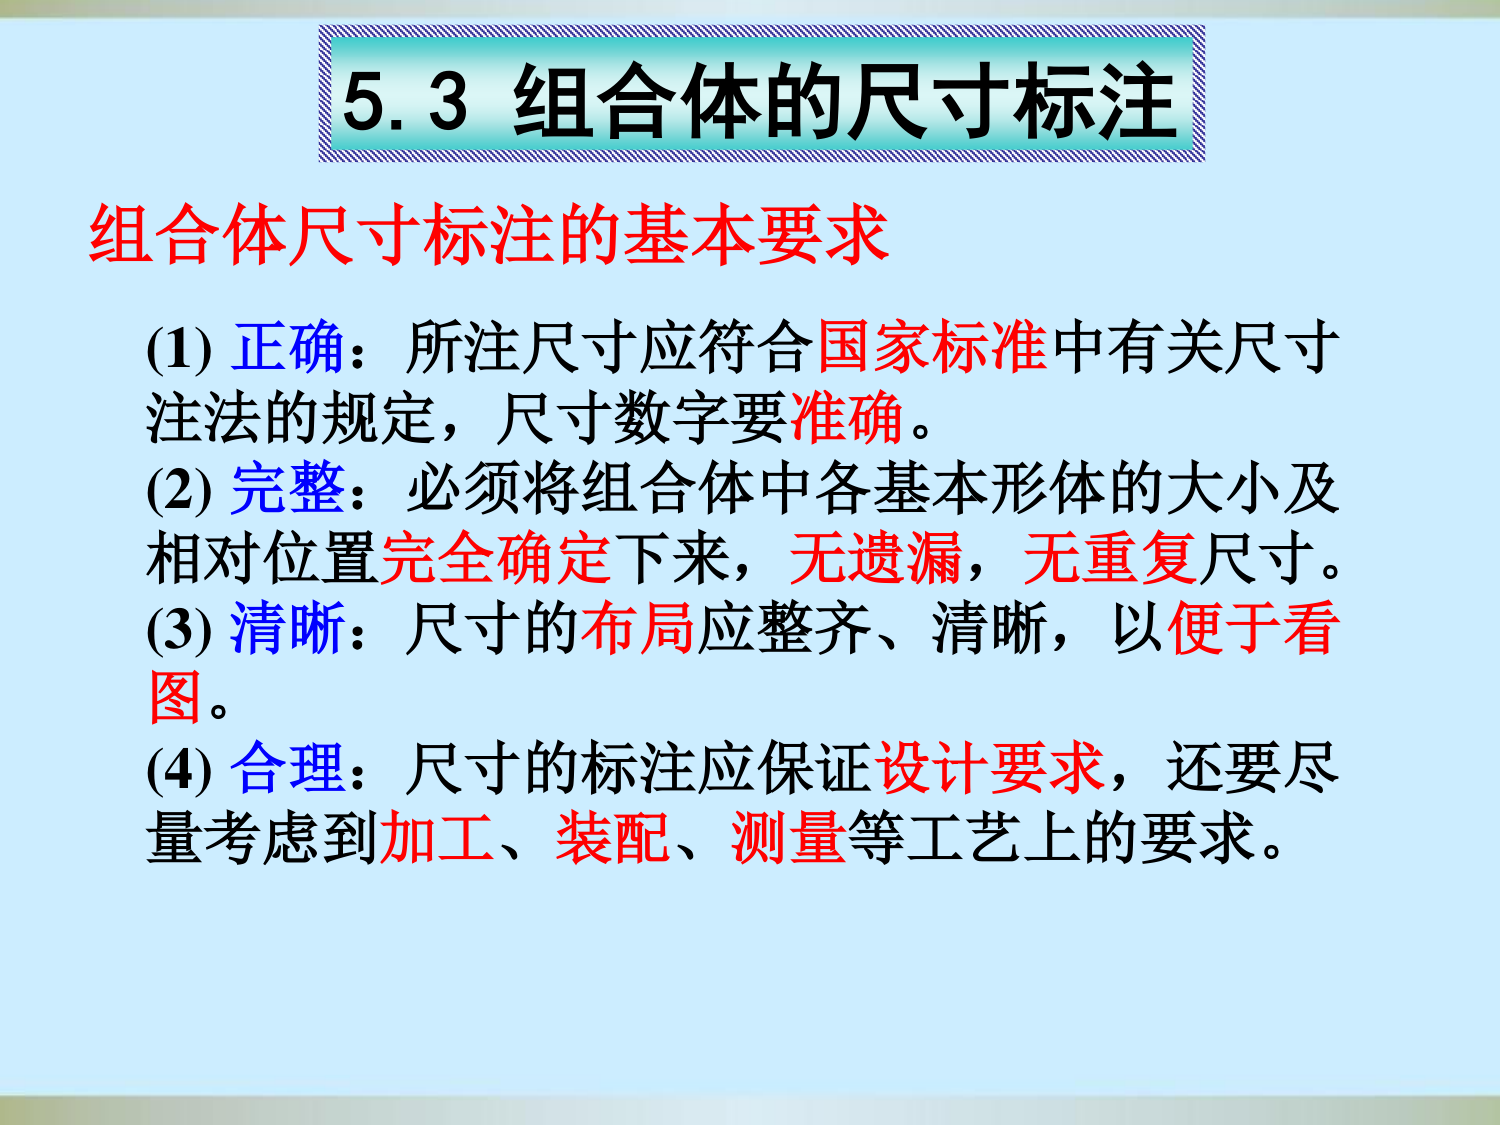 5.3 组合体的尺寸标注
组合体尺寸标注的基本要求
(1) 正确：所注尺寸应符合国家标准中有关尺寸
注法的规定，尺寸数字要准确。
(2) 完整：必须将组合体中各基本形体的大小及
相对位置完全确定下来，无遗漏，无重复尺寸。
(3) 清晰：尺寸的布局应整齐、清晰，以便于看
图。
(4) 合理：尺寸的标注应保证设计要求，还要尽
量考虑到加工、装配、测量等工艺上的要求。